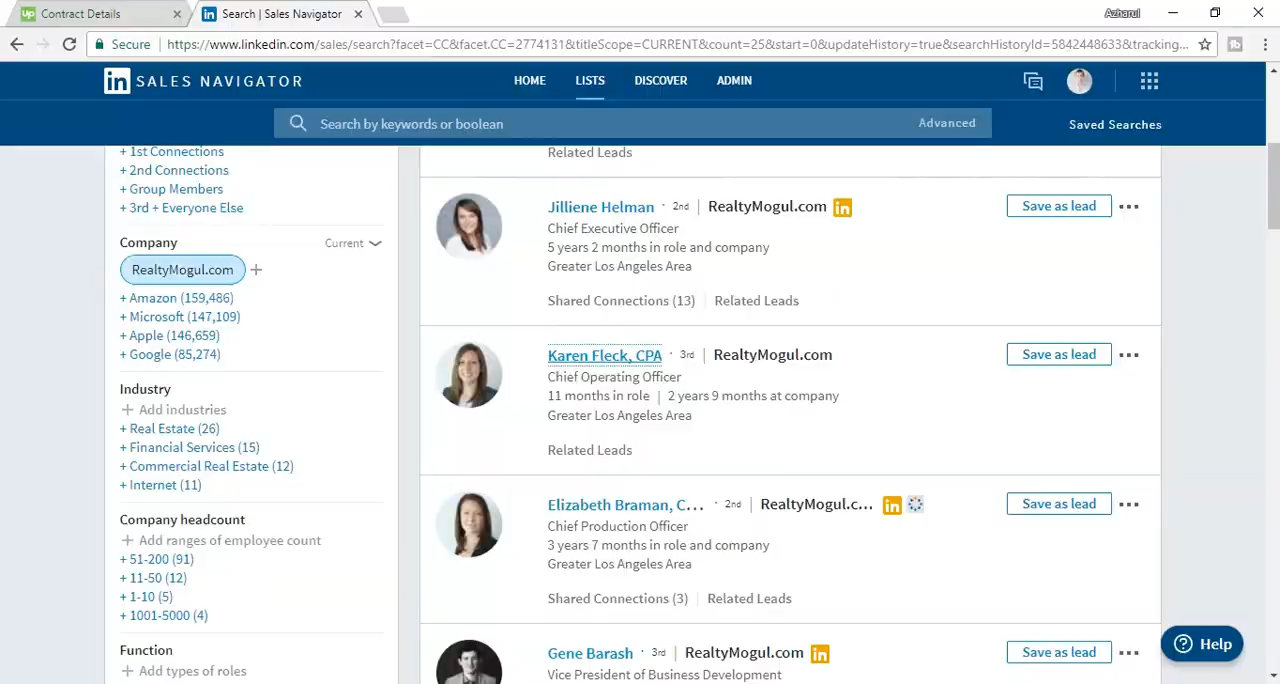 Contract Details
Search | Sales Navigator
Azharul
Secure
https://www.linkedin.com/sales/search?facet=CC&facet.CC=2774131&titleScope=CURRENT&count=25&start=0&updateHistory=true&searchHistoryId=5842448633&tracking...
in SALES NAVIGATOR
HOME LISTS DISCOVER ADMIN
Search by keywords or boolean Advanced
Saved Searches
+ 1st Connections
+ 2nd Connections
+ Group Members
+ 3rd + Everyone Else
Company Current
RealtyMogul.com +
+ Amazon (159,486)
+ Microsoft (147,109)
+ Apple (146,659)
+ Google (85,274)
Industry
+ Add industries
+ Real Estate (26)
+ Financial Services (15)
+ Commercial Real Estate (12)
+ Internet (11)
Company headcount
+ Add ranges of employee count
+ 51-200 (91)
+ 11-50 (12)
+ 1-10 (5)
+ 1001-5000 (4)
Function
+ Add types of roles
Related Leads
Jilliene Helman · 2nd | RealtyMogul.com in
Save as lead
Chief Executive Officer
5 years 2 months in role and company
Greater Los Angeles Area
Shared Connections (13) | Related Leads
Karen Fleck, CPA · 3rd | RealtyMogul.com
Save as lead
Chief Operating Officer
11 months in role | 2 years 9 months at company
Greater Los Angeles Area
Related Leads
Elizabeth Braman, C... · 2nd | RealtyMogul.c... in
Save as lead
Chief Production Officer
3 years 7 months in role and company
Greater Los Angeles Area
Shared Connections (3) | Related Leads
Gene Barash · 3rd | RealtyMogul.com in
Save as lead
Vice President of Business Development
Help